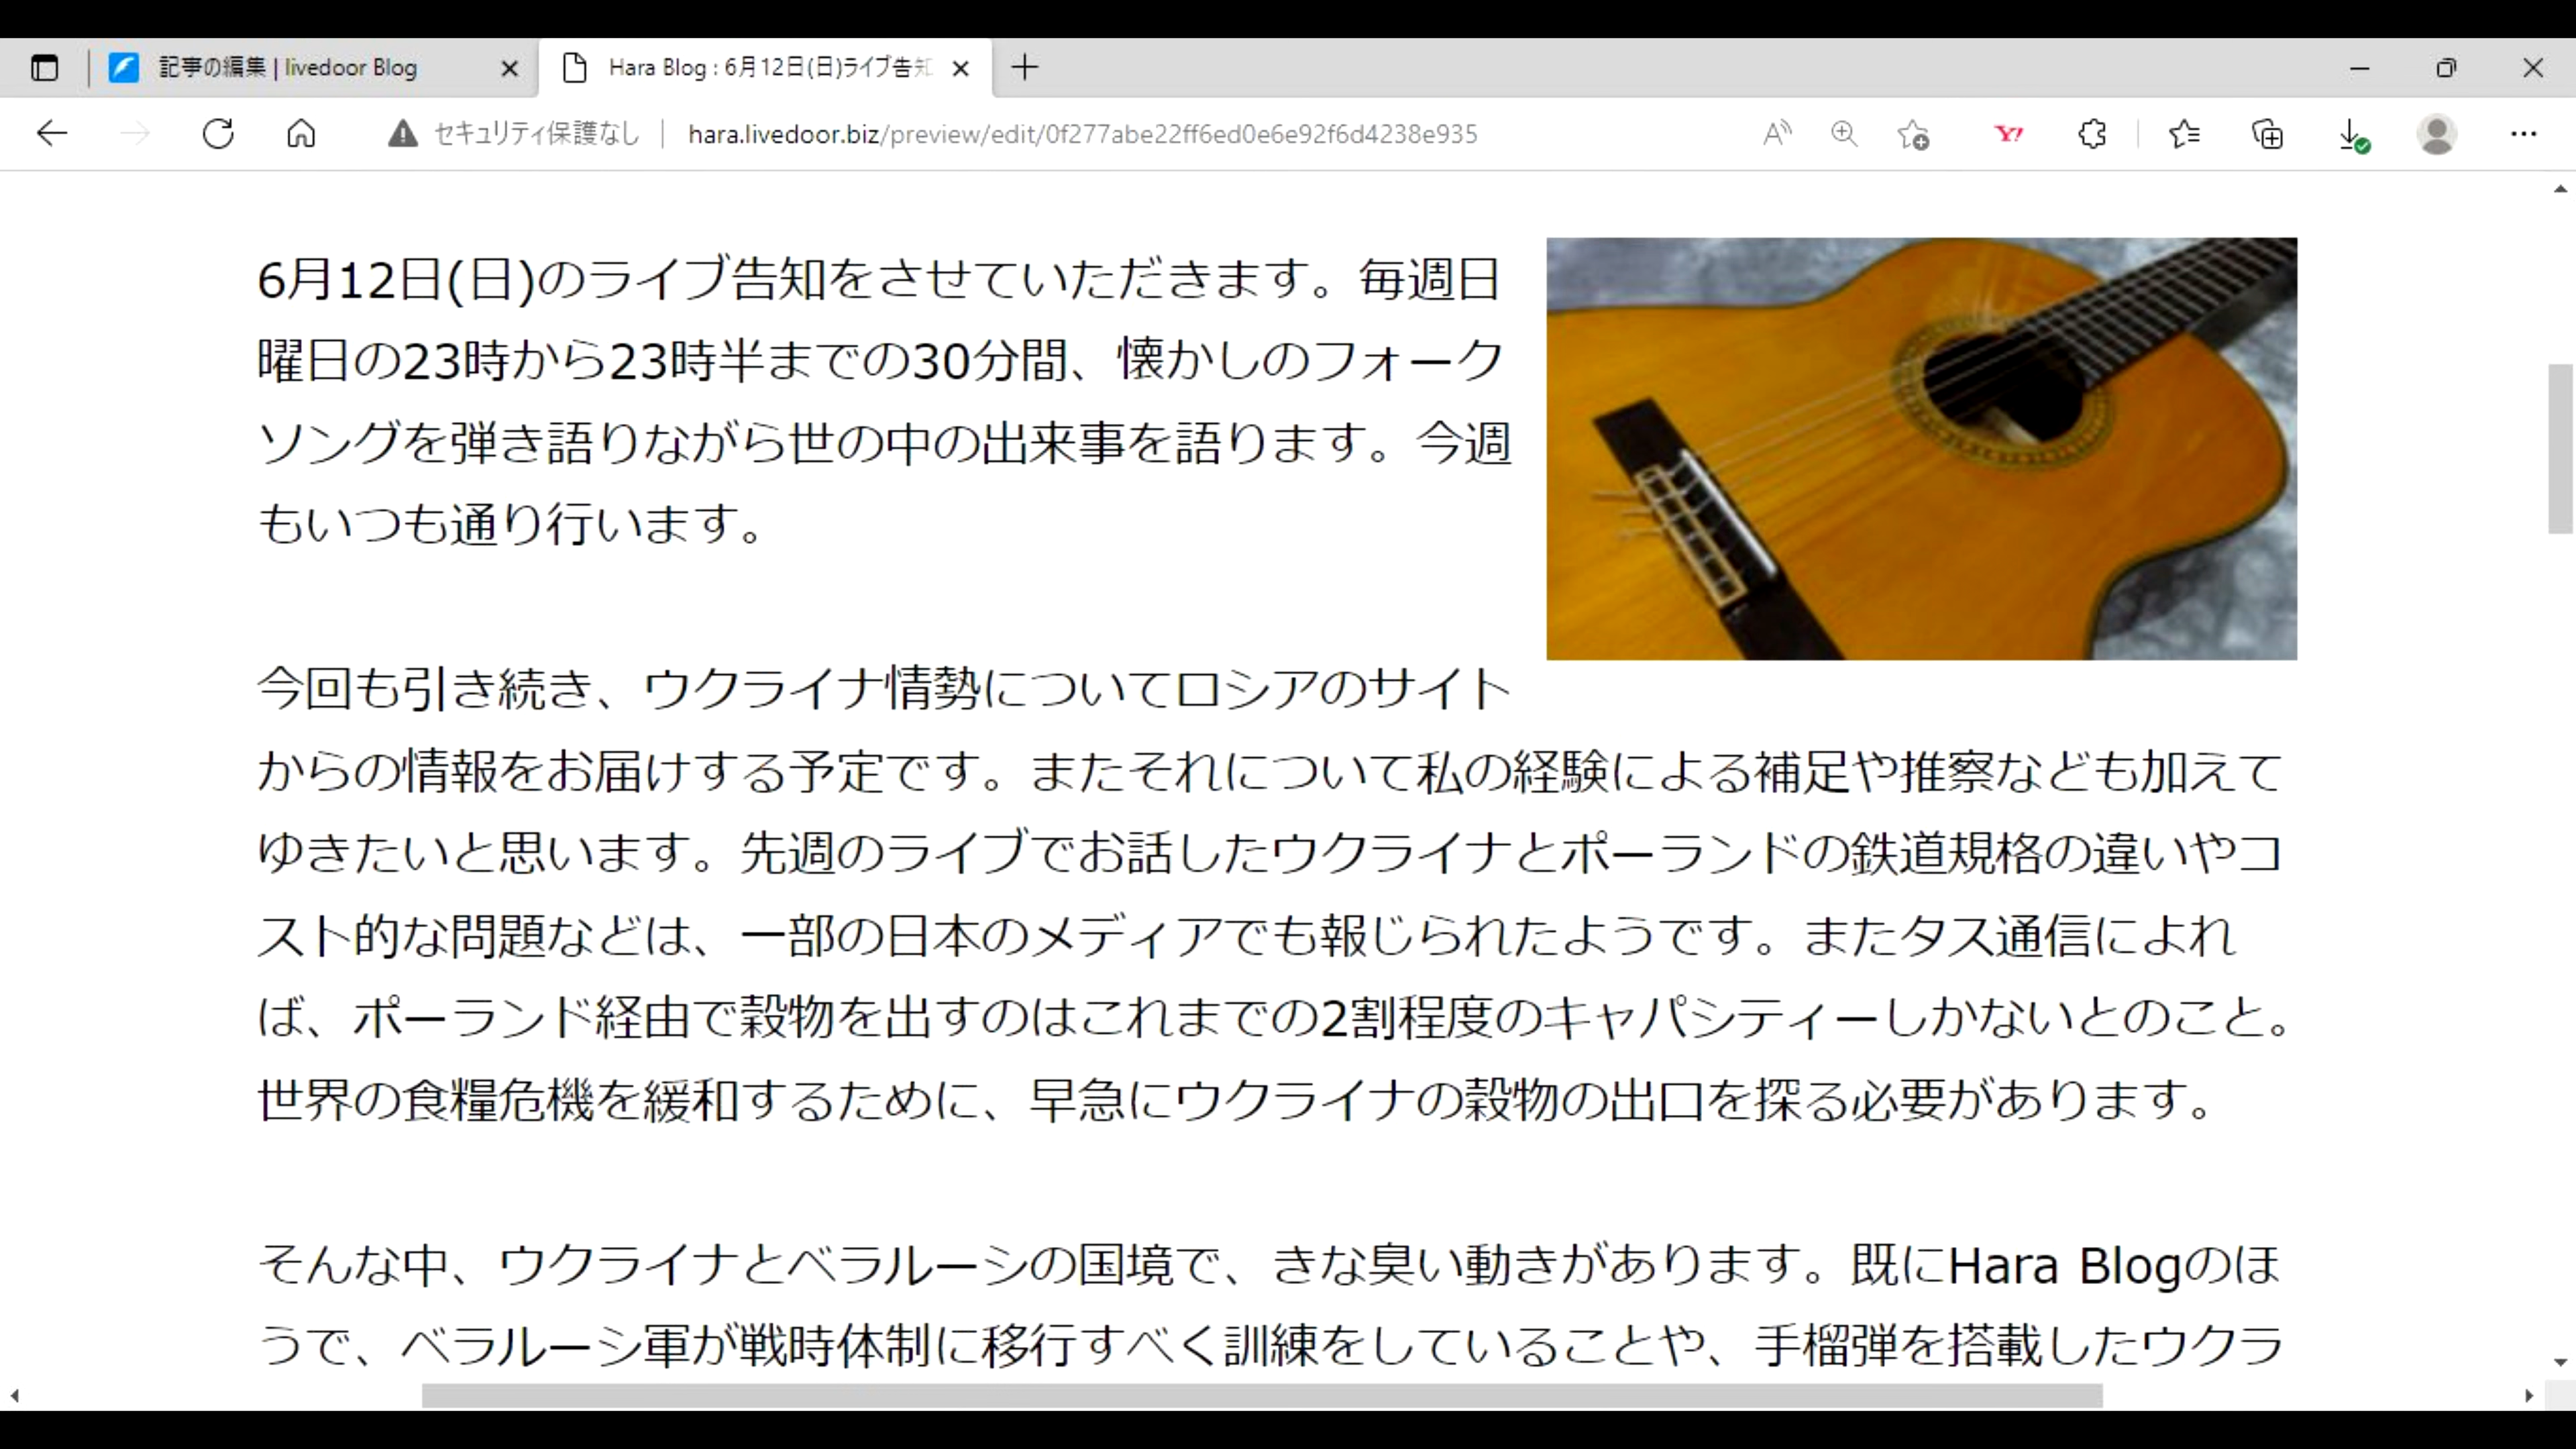 記事の編集 | livedoor Blog
Hara Blog : 6月12日(日)ライブ告知
セキュリティ保護なし
hara.livedoor.biz/preview/edit/0f277abe22ff6ed0e6e92f6d4238e935
Y!
6月12日(日)のライブ告知をさせていただきます。毎週日
曜日の23時から23時半までの30分間、懐かしのフォーク
ソングを弾き語りながら世の中の出来事を語ります。今週
もいつも通り行います。
今回も引き続き、ウクライナ情勢についてロシアのサイト
からの情報をお届けする予定です。またそれについて私の経験による補足や推察なども加えて
ゆきたいと思います。先週のライブでお話したウクライナとポーランドの鉄道規格の違いやコ
スト的な問題などは、一部の日本のメディアでも報じられたようです。またタス通信によれ
ば、ポーランド経由で穀物を出すのはこれまでの2割程度のキャパシティーしかないとのこと。
世界の食糧危機を緩和するために、早急にウクライナの穀物の出口を探る必要があります。
そんな中、ウクライナとベラルーシの国境で、きな臭い動きがあります。既にHara Blogのほ
うで、ベラルーシ軍が戦時体制に移行すべく訓練をしていることや、手榴弾を搭載したウクラ